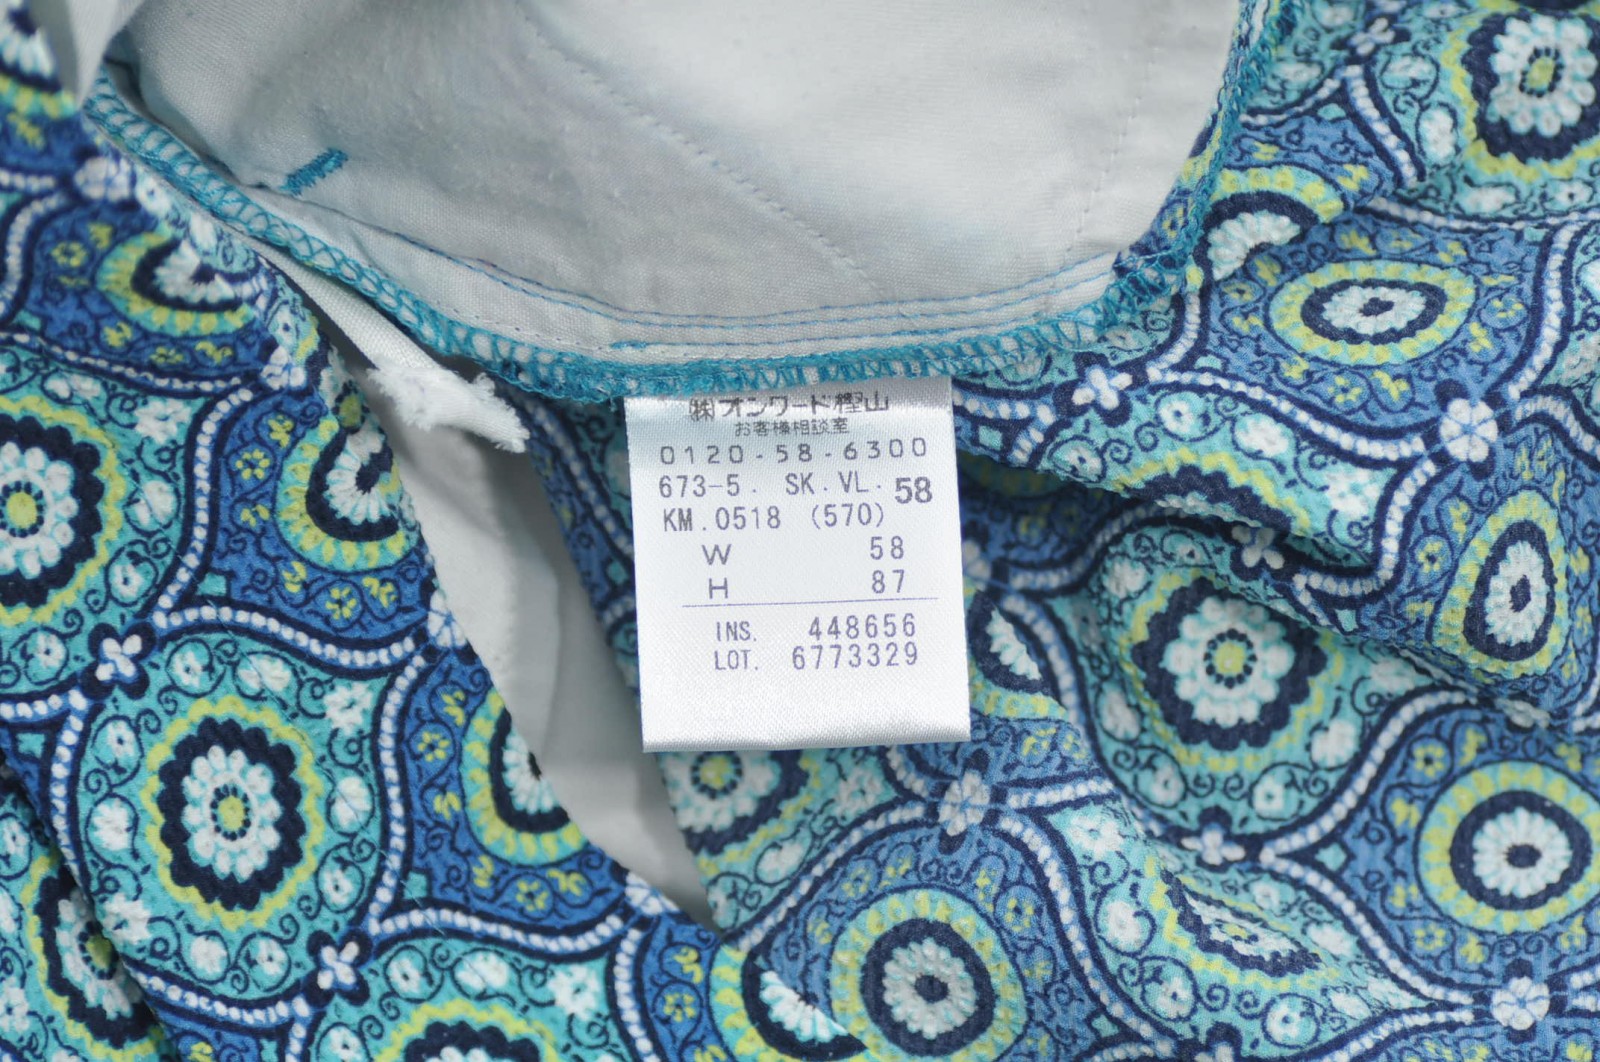 ㈱オンワード樫山
お客様相談室
0120-58-6300
673-5. SK.VL. 58
KM.0518 (570)
W 58
H 87
INS. 448656
LOT. 6773329